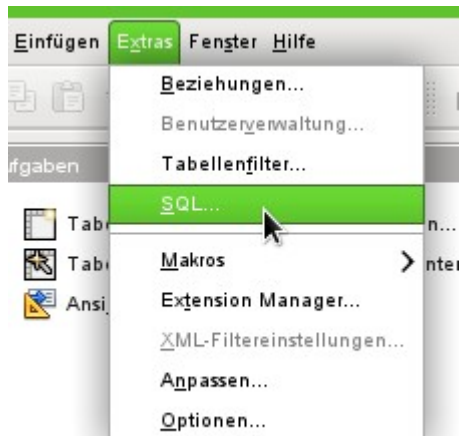 Einfügen Extras Fenster Hilfe
Beziehungen...
Benutzerverwaltung...
Tabellenfilter...
SQL...
Makros
Extension Manager...
XML-Filtereinstellungen...
Anpassen...
Optionen...